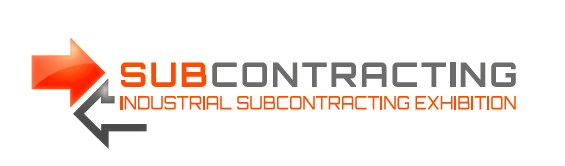 SUBCONTRACTING
INDUSTRIAL SUBCONTRACTING EXHIBITION